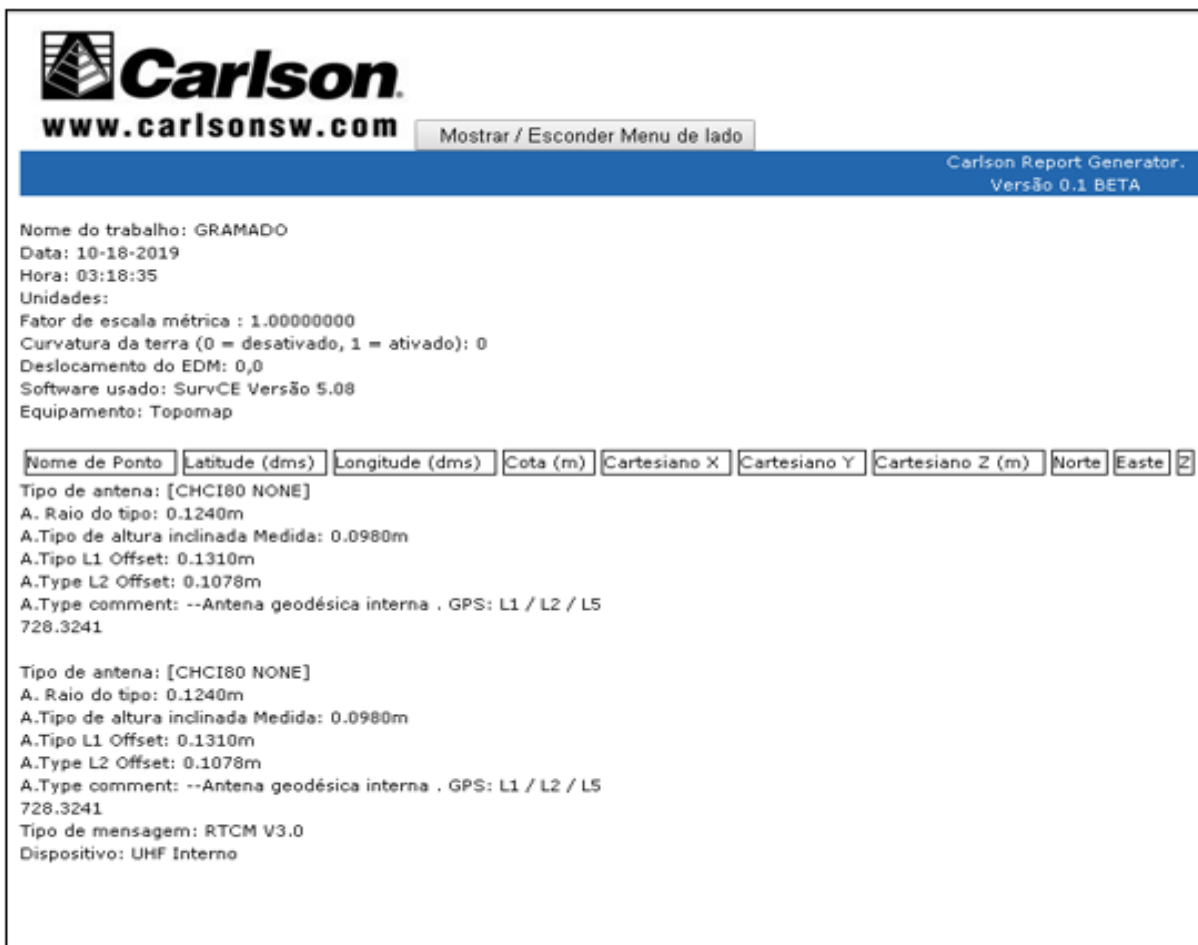 Carlson
www.carlsonsw.com
Mostrar / Esconder Menu de lado
Carlson Report Generator.
Versão 0.1 BETA
Nome do trabalho: GRAMADO
Data: 10-18-2019
Hora: 03:18:35
Unidades:
Fator de escala métrica : 1.00000000
Curvatura da terra (0 = desativado, 1 = ativado): 0
Deslocamento do EDM: 0,0
Software usado: SurvCE Versão 5.08
Equipamento: Topomap
Nome de Ponto Latitude (dms) Longitude (dms) Cota (m) Cartesiano X Cartesiano Y Cartesiano Z (m) Norte Easte Z
Tipo de antena: [CHCI80 NONE]
A. Raio do tipo: 0.1240m
A.Tipo de altura inclinada Medida: 0.0980m
A.Tipo L1 Offset: 0.1310m
A.Type L2 Offset: 0.1078m
A.Type comment: --Antena geodésica interna . GPS: L1 / L2 / L5
728.3241
Tipo de antena: [CHCI80 NONE]
A. Raio do tipo: 0.1240m
A.Tipo de altura inclinada Medida: 0.0980m
A.Tipo L1 Offset: 0.1310m
A.Type L2 Offset: 0.1078m
A.Type comment: --Antena geodésica interna . GPS: L1 / L2 / L5
728.3241
Tipo de mensagem: RTCM V3.0
Dispositivo: UHF Interno